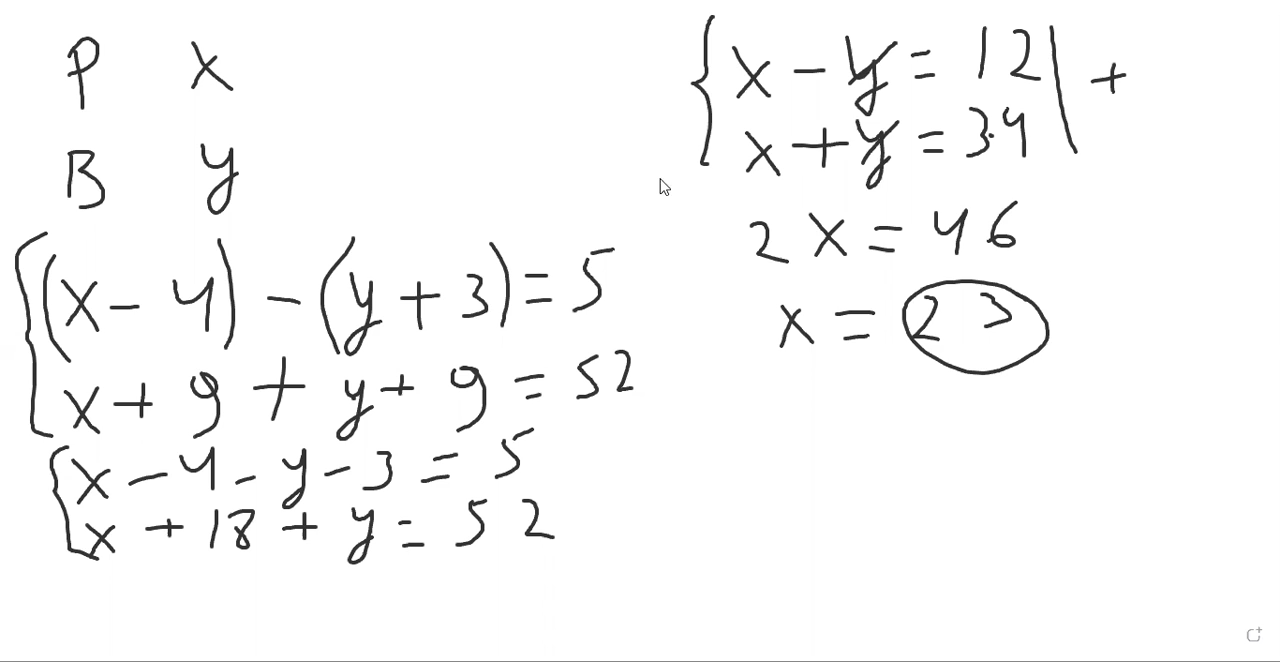 P x
B y
(x - 4) - (y + 3) = 5
x + 9 + y + 9 = 52
x - 4 - y - 3 = 5
x + 18 + y = 52
x - y = 12 | +
x + y = 34
2x = 46
x = 23